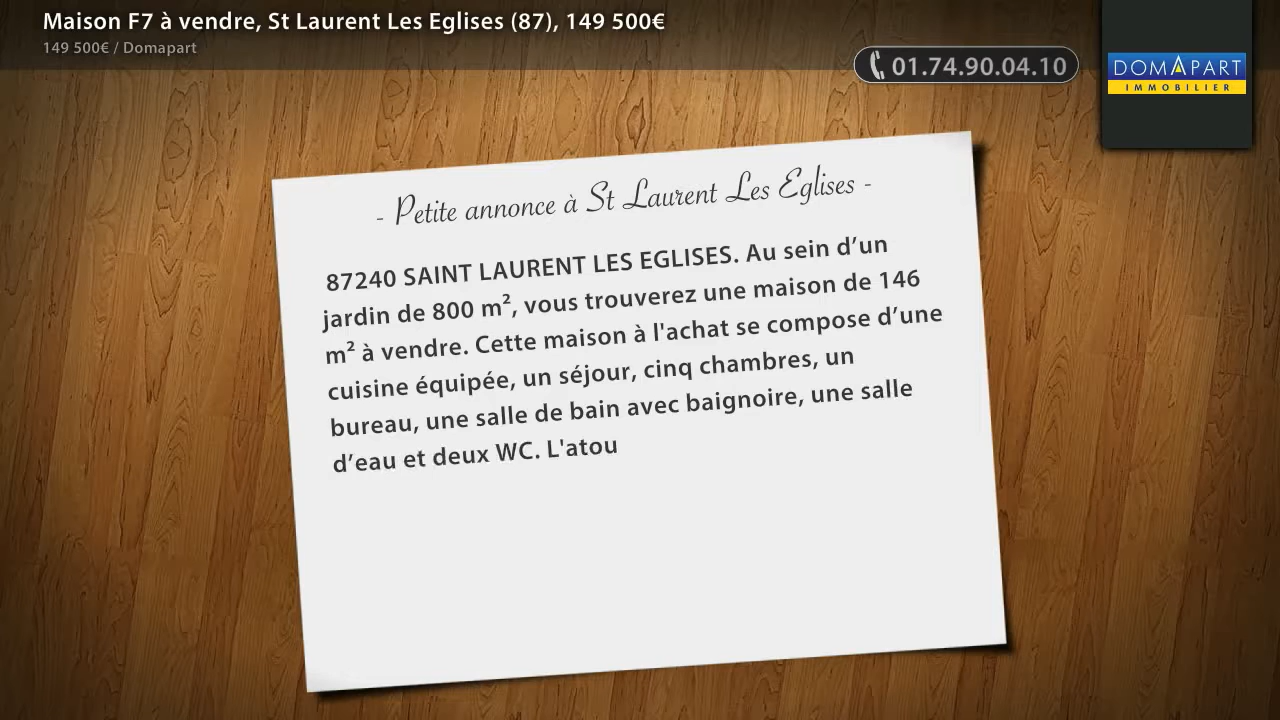 Maison F7 à vendre, St Laurent Les Eglises (87), 149 500€
149 500€ / Domapart
01.74.90.04.10
DOMAPART
IMMOBILIER
- Petite annonce à St Laurent Les Eglises -
87240 SAINT LAURENT LES EGLISES. Au sein d’un
jardin de 800 m², vous trouverez une maison de 146
m² à vendre. Cette maison à l'achat se compose d’une
cuisine équipée, un séjour, cinq chambres, un
bureau, une salle de bain avec baignoire, une salle
d’eau et deux WC. L'atou